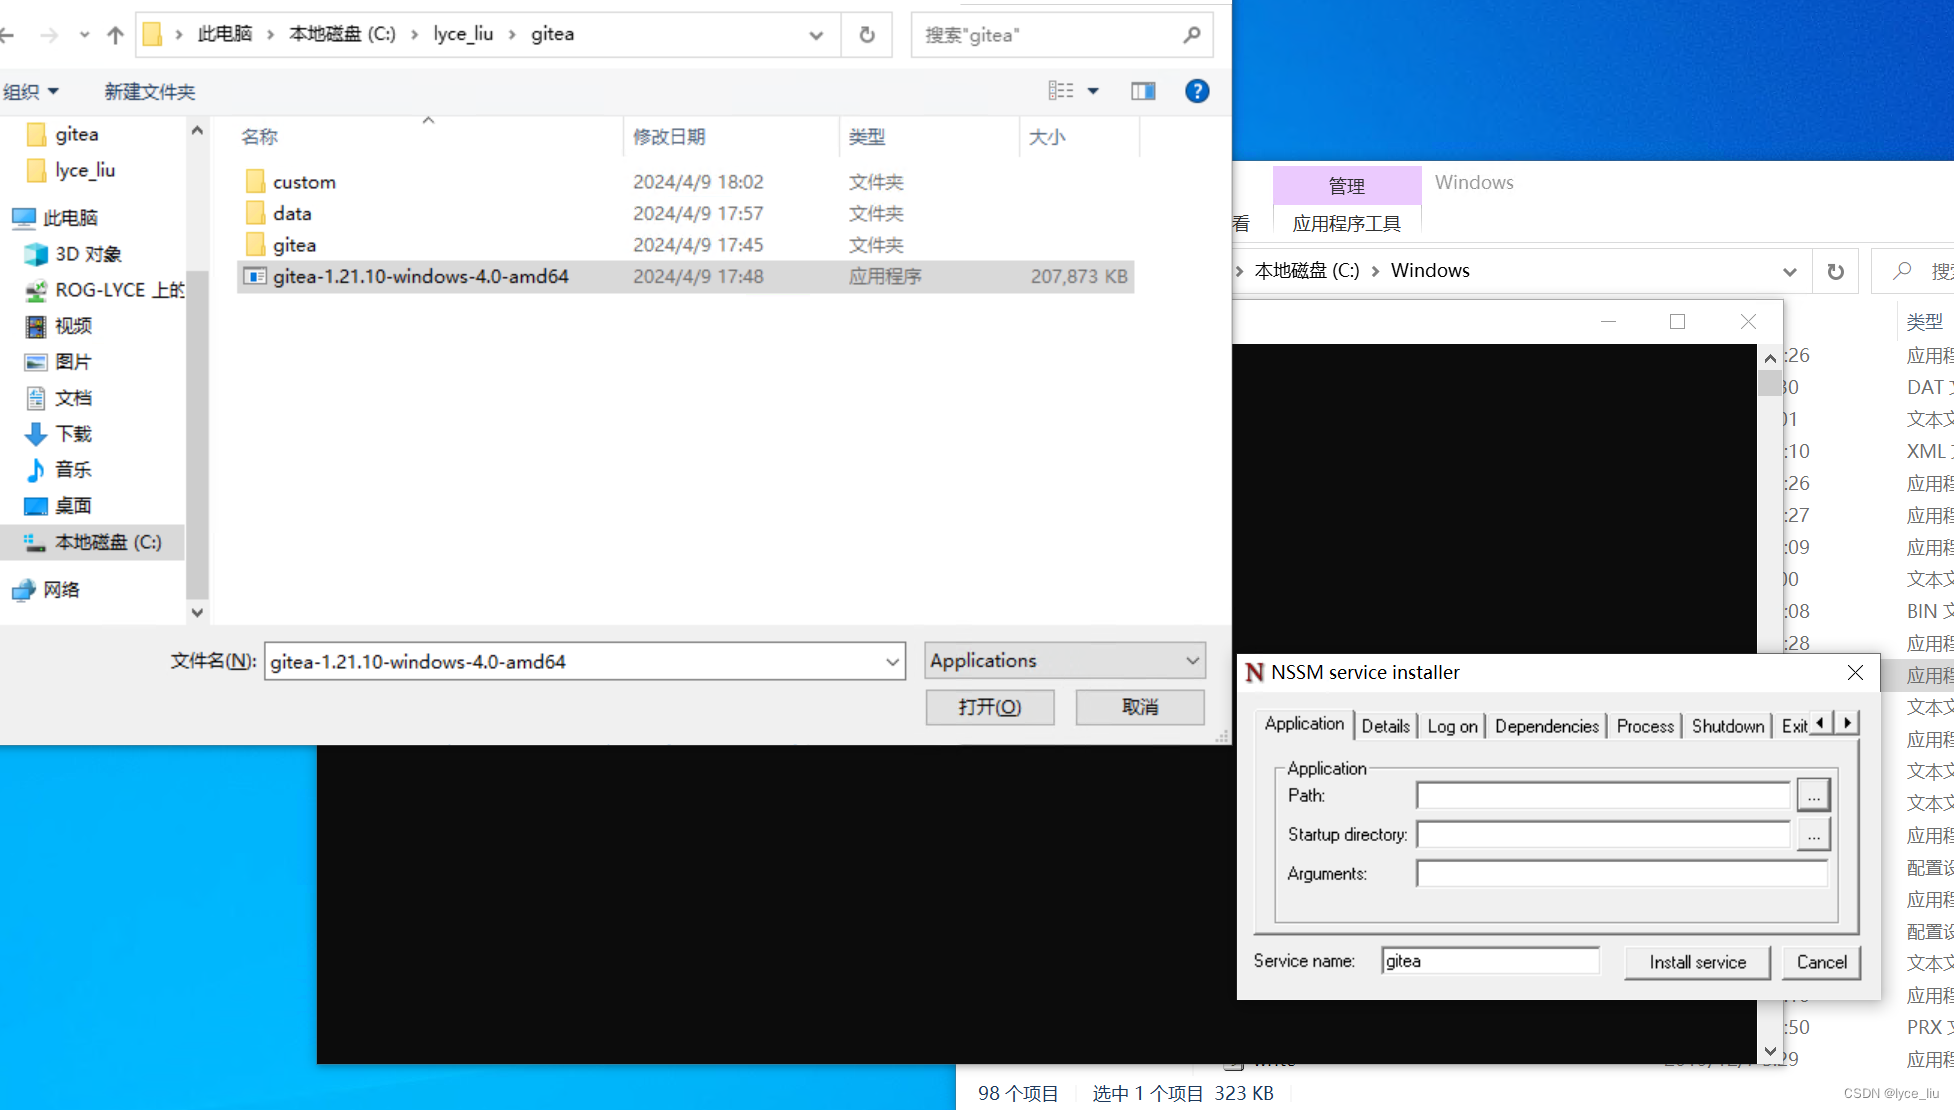 此电脑 本地磁盘 (C:) lyce_liu gitea
搜索"gitea"
组织 新建文件夹
gitea
lyce_liu
此电脑
3D 对象
ROG-LYCE 上的
视频
图片
文档
下载
音乐
桌面
本地磁盘 (C:)
网络
名称 修改日期 类型 大小
custom 2024/4/9 18:02 文件夹
data 2024/4/9 17:57 文件夹
gitea 2024/4/9 17:45 文件夹
gitea-1.21.10-windows-4.0-amd64 2024/4/9 17:48 应用程序 207,873 KB
文件名(N): gitea-1.21.10-windows-4.0-amd64 Applications
打开(O) 取消
管理 Windows
看 应用程序工具
本地磁盘 (C:) Windows
类型
:26 应用程
30 DAT 文
01 文本文
:10 XML 文
:26 应用程
:27 应用程
:09 应用程
00 文本文
:08 BIN 文
:28 应用程
应用程
文本文
应用程
文本文
文本文
应用程
配置设
应用程
配置设
文本文
应用程
:50 PRX 文
:29 应用程
NSSM service installer
Application Details Log on Dependencies Process Shutdown Exit
Application
Path: ...
Startup directory: ...
Arguments:
Service name: gitea Install service Cancel
98 个项目 选中 1 个项目 323 KB
CSDN @lyce_liu